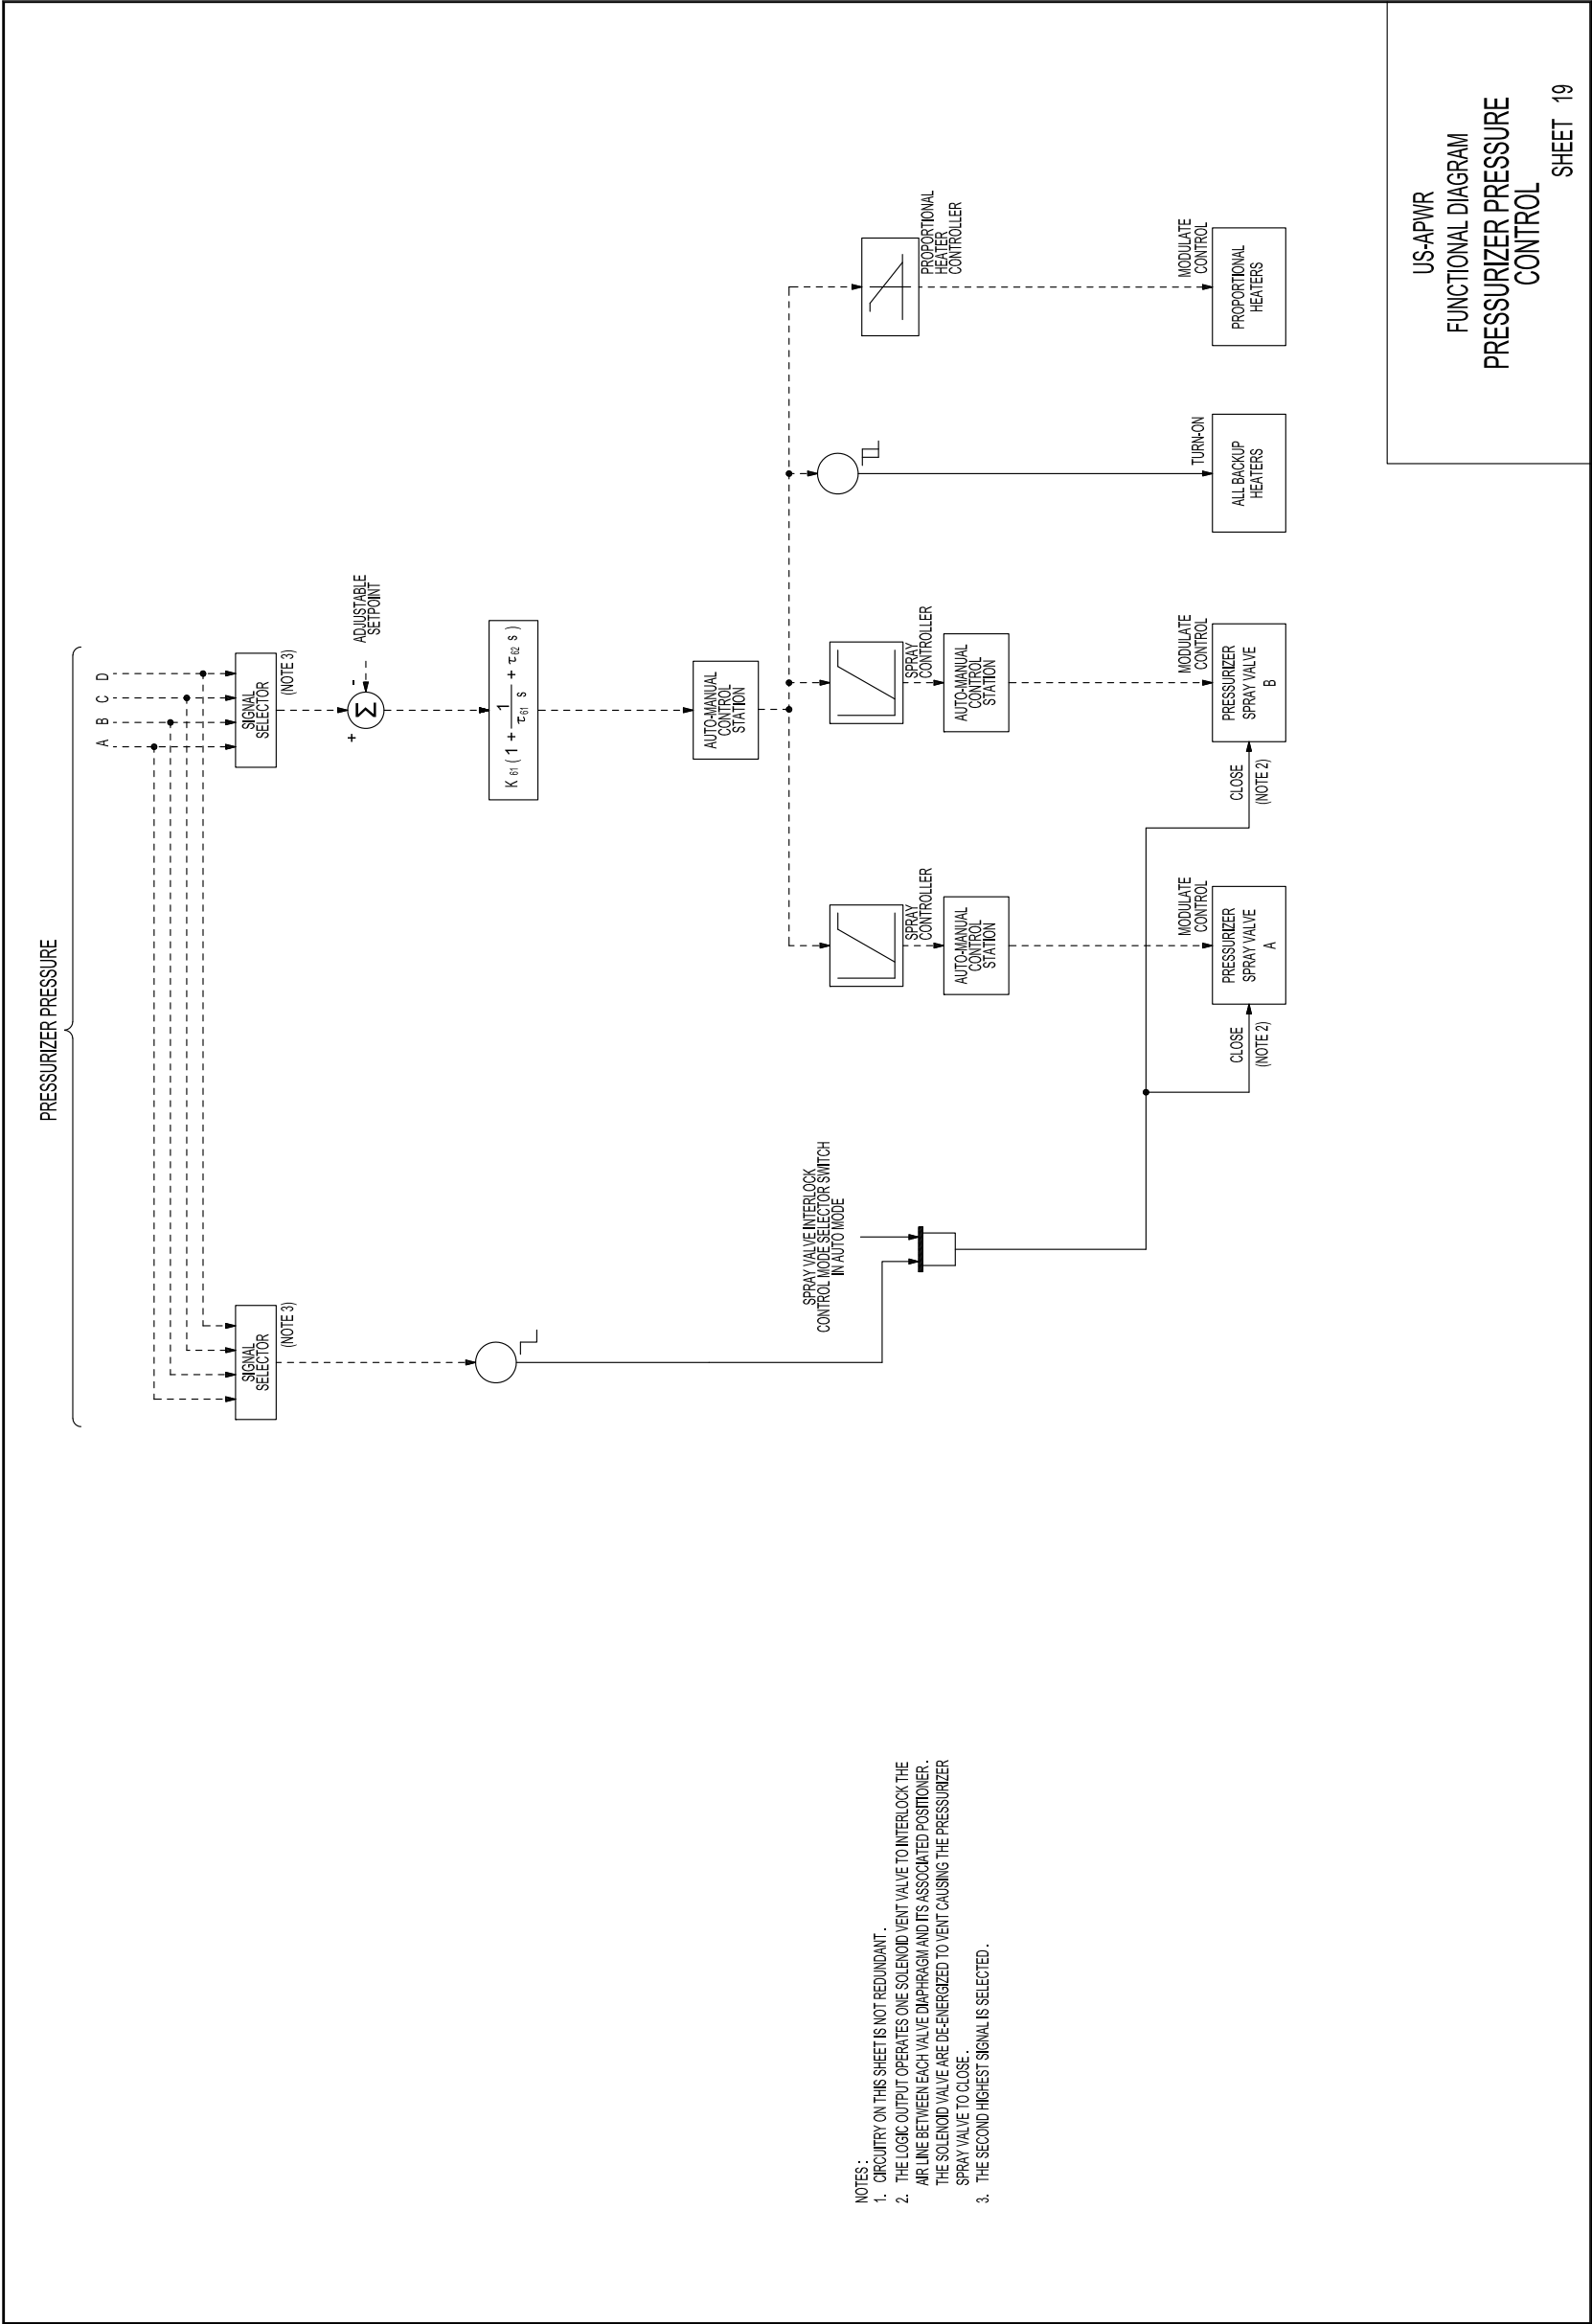 PRESSURIZER PRESSURE
A B C D
SIGNAL
SELECTOR
(NOTE 3)
SIGNAL
SELECTOR
(NOTE 3)
+
-
Σ
ADJUSTABLE
SETPOINT
K 61 ( 1 + 1 / τ61 s + τ62 s )
AUTO-MANUAL
CONTROL
STATION
SPRAY VALVE INTERLOCK
CONTROL MODE SELECTOR SWITCH
IN AUTO MODE
SPRAY
CONTROLLER
SPRAY
CONTROLLER
PROPORTIONAL
HEATER
CONTROLLER
AUTO-MANUAL
CONTROL
STATION
AUTO-MANUAL
CONTROL
STATION
MODULATE
CONTROL
MODULATE
CONTROL
TURN-ON
MODULATE
CONTROL
CLOSE
(NOTE 2)
PRESSURIZER
SPRAY VALVE
A
CLOSE
(NOTE 2)
PRESSURIZER
SPRAY VALVE
B
ALL BACKUP
HEATERS
PROPORTIONAL
HEATERS
NOTES :
1. CIRCUITRY ON THIS SHEET IS NOT REDUNDANT .
2. THE LOGIC OUTPUT OPERATES ONE SOLENOID VENT VALVE TO INTERLOCK THE
AIR LINE BETWEEN EACH VALVE DIAPHRAGM AND ITS ASSOCIATED POSITIONER .
THE SOLENOID VALVE ARE DE-ENERGIZED TO VENT CAUSING THE PRESSURIZER
SPRAY VALVE TO CLOSE .
3. THE SECOND HIGHEST SIGNAL IS SELECTED .
US-APWR
FUNCTIONAL DIAGRAM
PRESSURIZER PRESSURE
CONTROL
SHEET 19